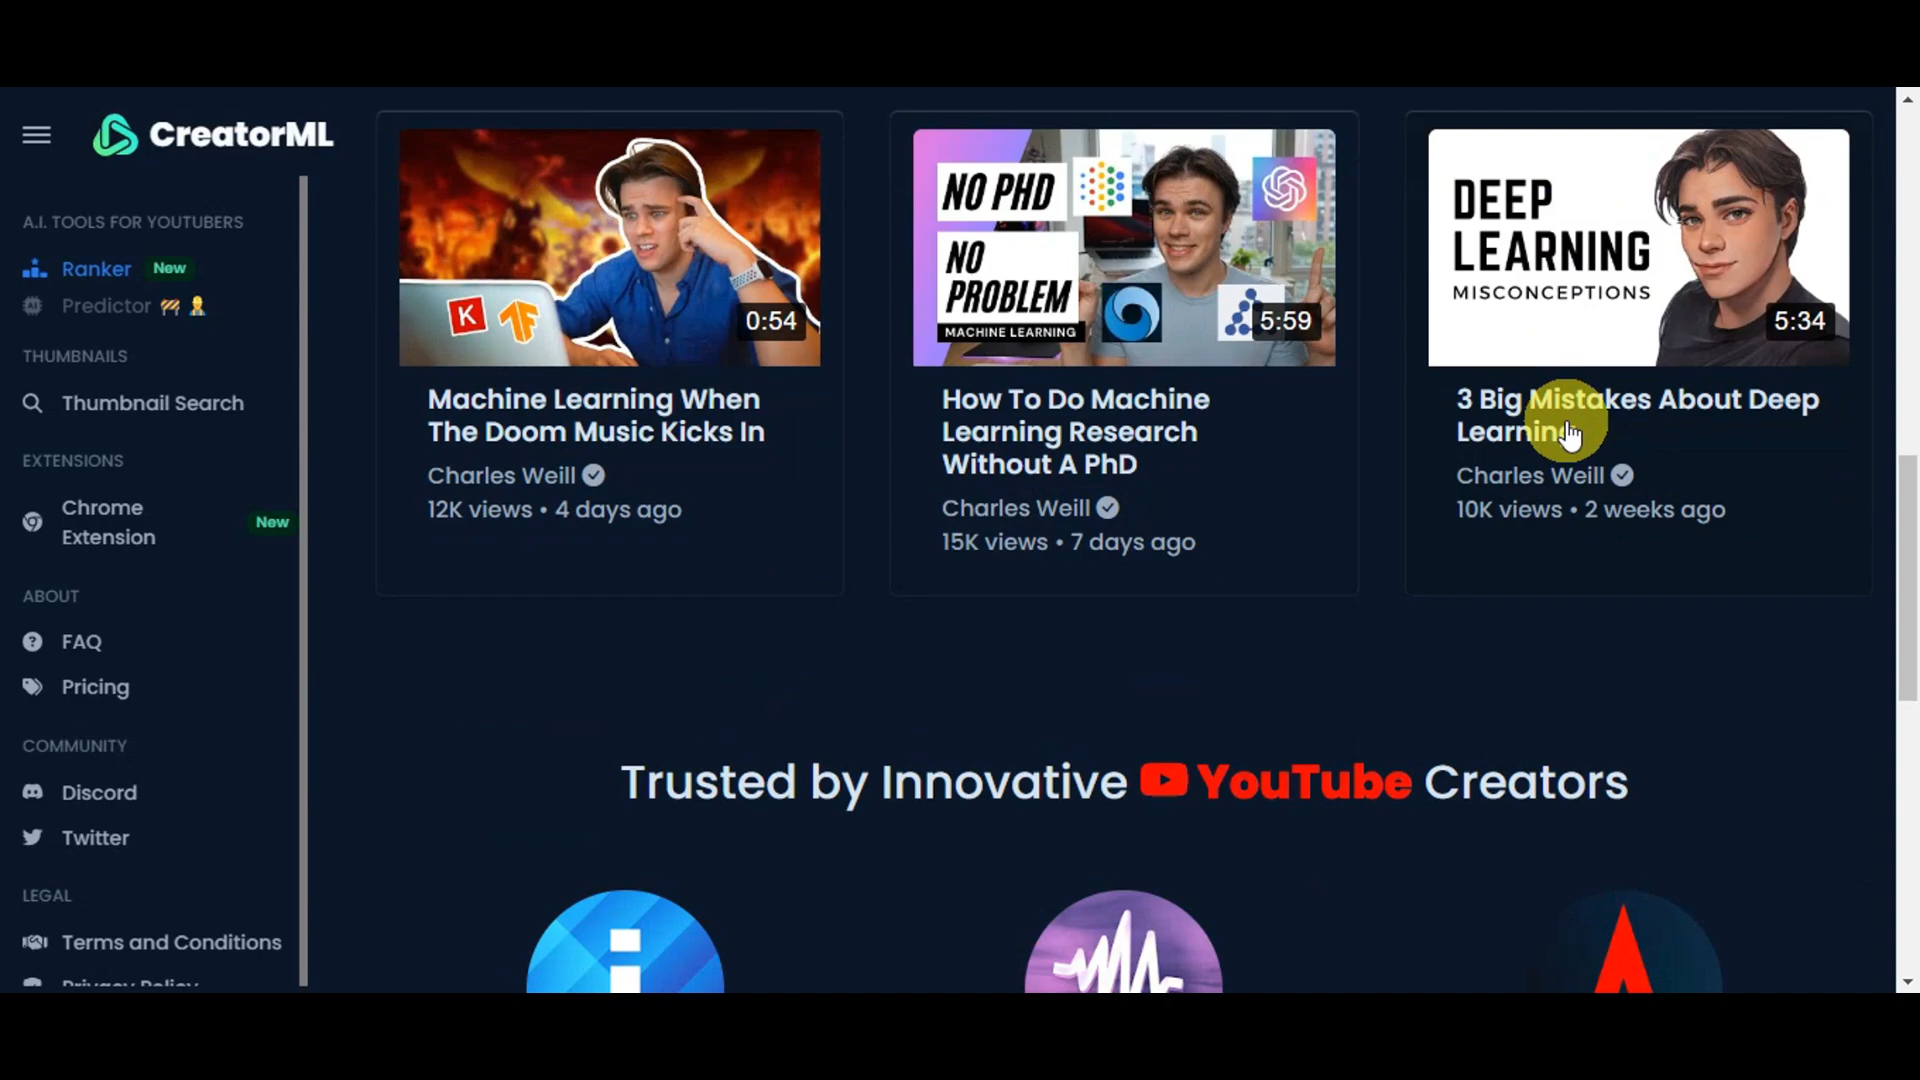 CreatorML
A.I. TOOLS FOR YOUTUBERS
Ranker New
Predictor
THUMBNAILS
Thumbnail Search
EXTENSIONS
Chrome
Extension
New
ABOUT
FAQ
Pricing
COMMUNITY
Discord
Twitter
LEGAL
Terms and Conditions
Privacy Policy
K
0:54
Machine Learning When
The Doom Music Kicks In
Charles Weill
12K views • 4 days ago
NO PHD
NO
PROBLEM
MACHINE LEARNING
5:59
How To Do Machine
Learning Research
Without A PhD
Charles Weill
15K views • 7 days ago
DEEP
LEARNING
MISCONCEPTIONS
5:34
3 Big Mistakes About Deep
Learning
Charles Weill
10K views • 2 weeks ago
Trusted by Innovative YouTube Creators